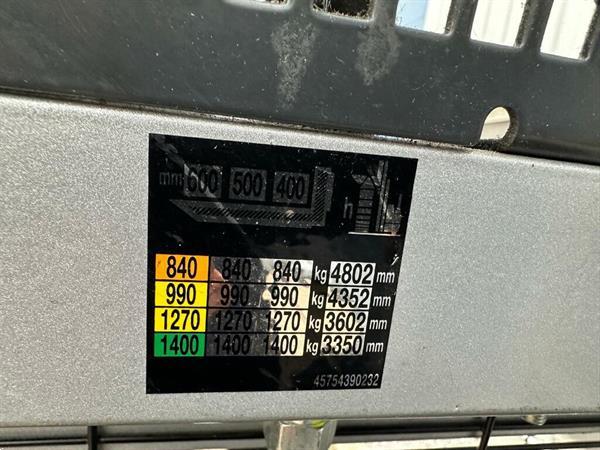 mm 600 500 400
h
840 840 840 kg 4802 mm
990 990 990 kg 4352 mm
1270 1270 1270 kg 3602 mm
1400 1400 1400 kg 3350 mm
45754390232